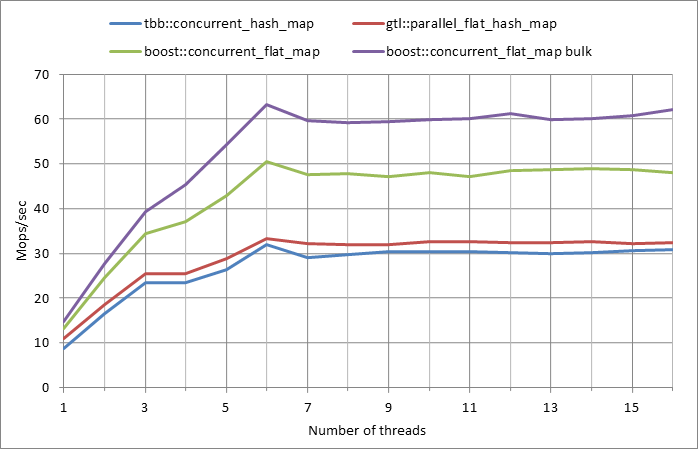 tbb::concurrent_hash_map gtl::parallel_flat_hash_map
boost::concurrent_flat_map boost::concurrent_flat_map bulk
70
60
50
40
30
20
10
0
Mops/sec
1 3 5 7 9 11 13 15
Number of threads